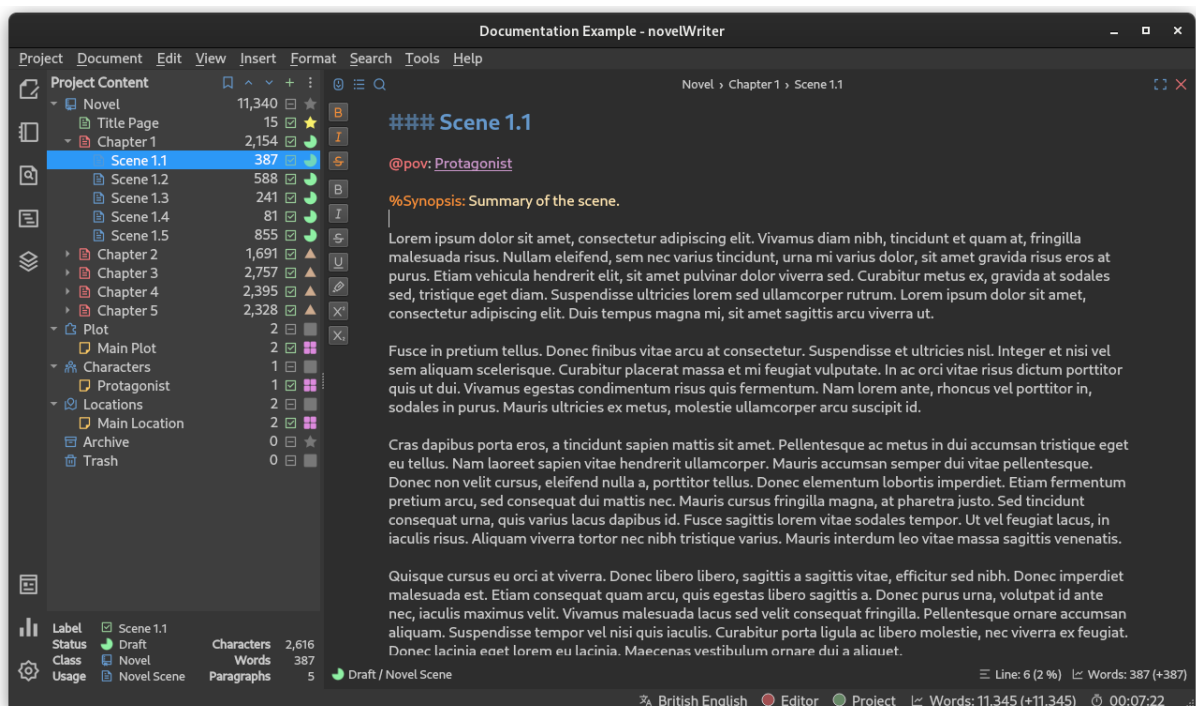 Documentation Example - novelWriter
Project Document Edit View Insert Format Search Tools Help
Project Content
Novel 11,340
Title Page 15
Chapter 1 2,154
Scene 1.1 387
Scene 1.2 588
Scene 1.3 241
Scene 1.4 81
Scene 1.5 855
Chapter 2 1,691
Chapter 3 2,757
Chapter 4 2,395
Chapter 5 2,328
Plot 2
Main Plot 2
Characters 1
Protagonist 1
Locations 2
Main Location 2
Archive 0
Trash 0
Label Scene 1.1
Status Draft Characters 2,616
Class Novel Words 387
Usage Novel Scene Paragraphs 5
B
I
S
B
I
S
U
X²
X₂
Novel › Chapter 1 › Scene 1.1
### Scene 1.1
@pov: Protagonist
%Synopsis: Summary of the scene.
Lorem ipsum dolor sit amet, consectetur adipiscing elit. Vivamus diam nibh, tincidunt et quam at, fringilla
malesuada risus. Nullam eleifend, sem nec varius tincidunt, urna mi varius dolor, sit amet gravida risus eros at
purus. Etiam vehicula hendrerit elit, sit amet pulvinar dolor viverra sed. Curabitur metus ex, gravida at sodales
sed, tristique eget diam. Suspendisse ultricies lorem sed ullamcorper rutrum. Lorem ipsum dolor sit amet,
consectetur adipiscing elit. Duis tempus magna mi, sit amet sagittis arcu viverra ut.
Fusce in pretium tellus. Donec finibus vitae arcu at consectetur. Suspendisse et ultricies nisl. Integer et nisi vel
sem aliquam scelerisque. Curabitur placerat massa et mi feugiat vulputate. In ac orci vitae risus dictum porttitor
quis ut dui. Vivamus egestas condimentum risus quis fermentum. Nam lorem ante, rhoncus vel porttitor in,
sodales in purus. Mauris ultricies ex metus, molestie ullamcorper arcu suscipit id.
Cras dapibus porta eros, a tincidunt sapien mattis sit amet. Pellentesque ac metus in dui accumsan tristique eget
eu tellus. Nam laoreet sapien vitae hendrerit ullamcorper. Mauris accumsan semper dui vitae pellentesque.
Donec non velit cursus, eleifend nulla a, porttitor tellus. Donec elementum lobortis imperdiet. Etiam fermentum
pretium arcu, sed consequat dui mattis nec. Mauris cursus fringilla magna, at pharetra justo. Sed tincidunt
consequat urna, quis varius lacus dapibus id. Fusce sagittis lorem vitae sodales tempor. Ut vel feugiat lacus, in
iaculis risus. Aliquam viverra tortor nec nibh tristique varius. Mauris interdum leo vitae massa sagittis venenatis.
Quisque cursus eu orci at viverra. Donec libero libero, sagittis a sagittis vitae, efficitur sed nibh. Donec imperdiet
malesuada est. Etiam consequat quam arcu, quis egestas libero sagittis a. Donec purus urna, volutpat id ante
nec, iaculis maximus velit. Vivamus malesuada lacus sed velit consequat fringilla. Pellentesque ornare accumsan
aliquam. Suspendisse tempor vel nisi quis iaculis. Curabitur porta ligula ac libero molestie, nec viverra ex feugiat.
Donec lacinia eget lorem eu lacinia. Maecenas vestibulum ornare dui a aliquet.
Draft / Novel Scene Line: 6 (2 %) Words: 387 (+387)
British English Editor Project Words: 11,345 (+11,345) 00:07:22